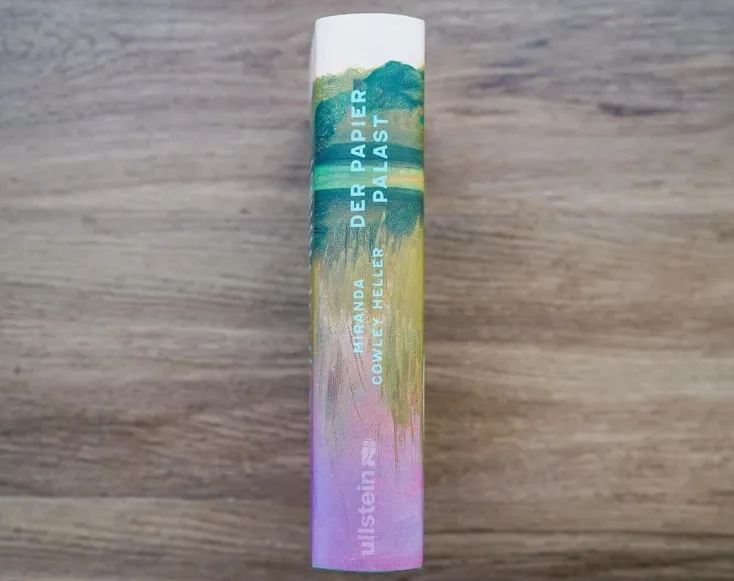 DER PAPIER
PALAST
MIRANDA
COWLEY HELLER
ullstein